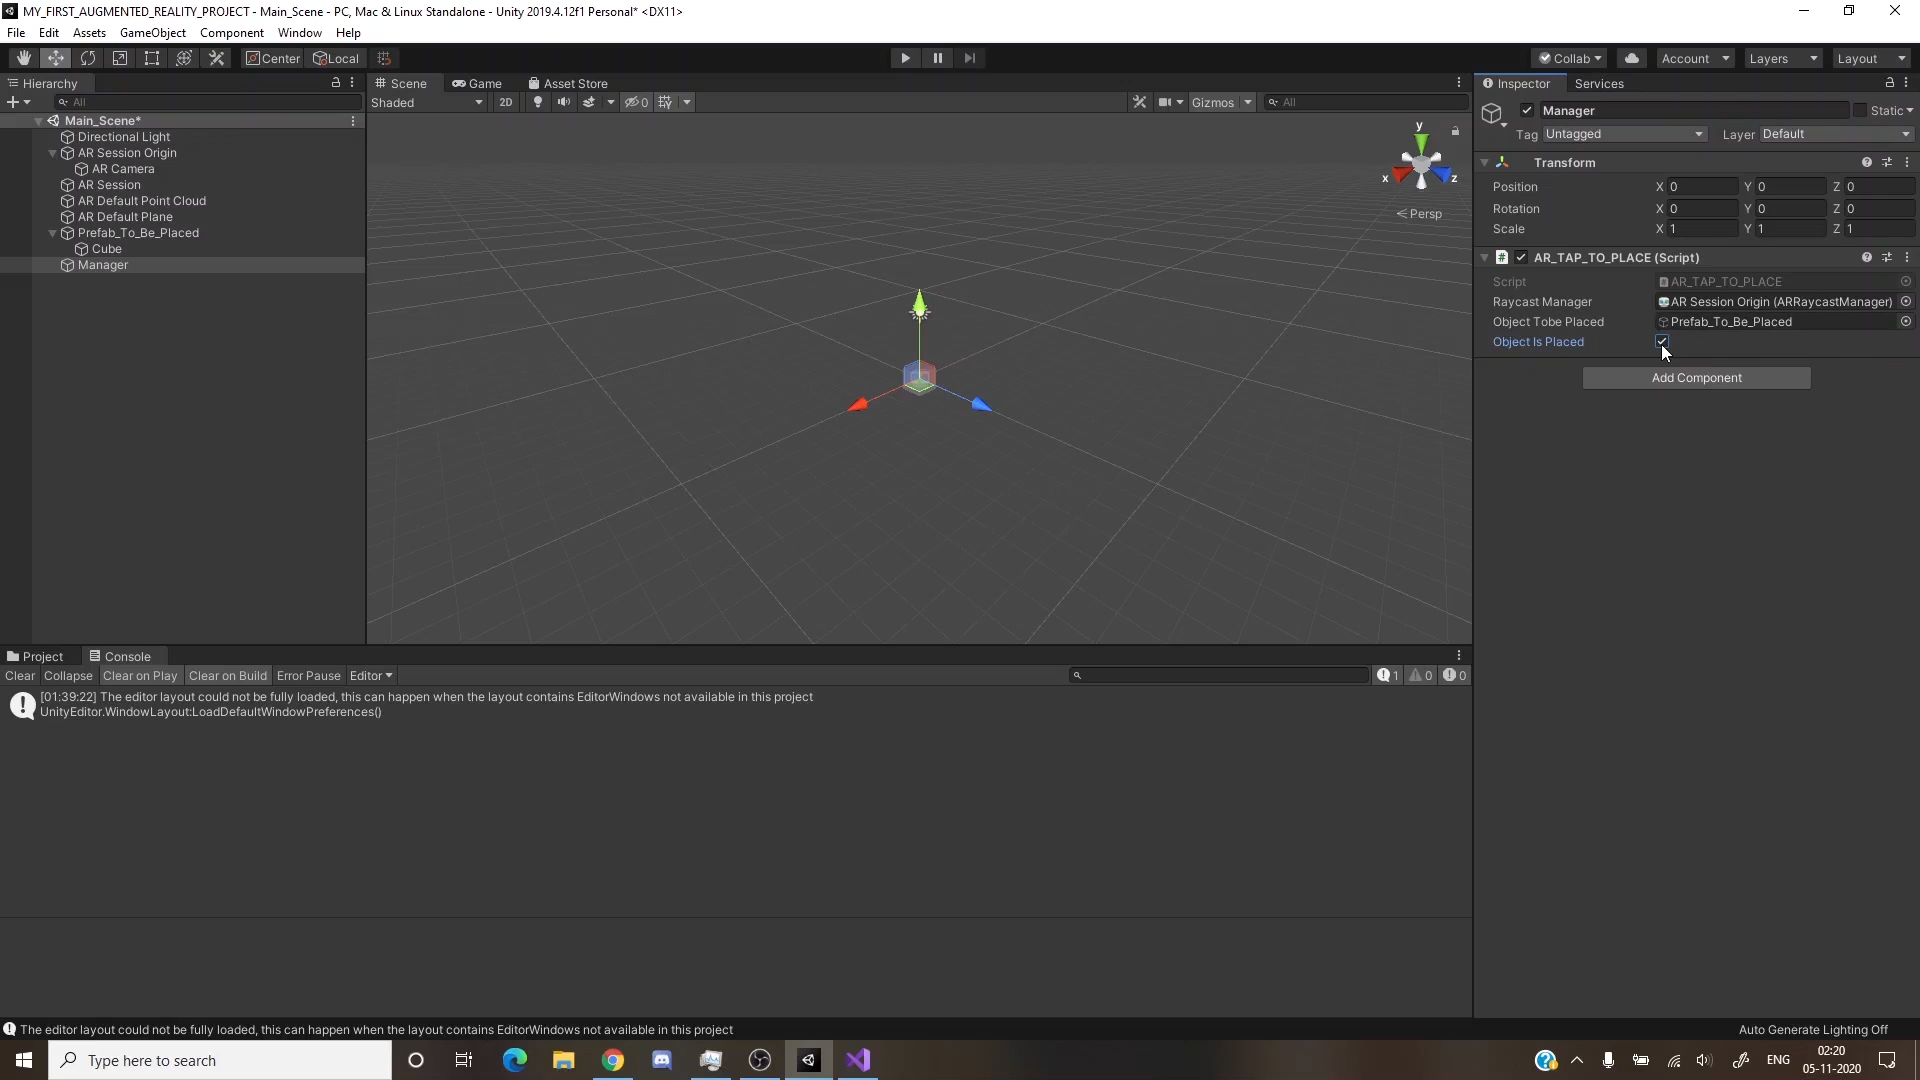 MY_FIRST_AUGMENTED_REALITY_PROJECT - Main_Scene - PC, Mac & Linux Standalone - Unity 2019.4.12f1 Personal* <DX11>
File Edit Assets GameObject Component Window Help
Center Local Collab Account Layers Layout
Hierarchy Scene Game Asset Store Inspector Services
All Shaded 2D 0 Gizmos All Manager Static
Main_Scene*
Directional Light
AR Session Origin
AR Camera
AR Session
AR Default Point Cloud
AR Default Plane
Prefab_To_Be_Placed
Cube
Manager
y
x z
Persp
Tag Untagged Layer Default
Transform
Position X 0 Y 0 Z 0
Rotation X 0 Y 0 Z 0
Scale X 1 Y 1 Z 1
# AR_TAP_TO_PLACE (Script)
Script AR_TAP_TO_PLACE
Raycast Manager AR Session Origin (ARRaycastManager)
Object Tobe Placed Prefab_To_Be_Placed
Object Is Placed
Add Component
Project Console
Clear Collapse Clear on Play Clear on Build Error Pause Editor 1 0 0
[01:39:22] The editor layout could not be fully loaded, this can happen when the layout contains EditorWindows not available in this project
UnityEditor.WindowLayout:LoadDefaultWindowPreferences()
The editor layout could not be fully loaded, this can happen when the layout contains EditorWindows not available in this project Auto Generate Lighting Off
Type here to search ENG 02:20
05-11-2020